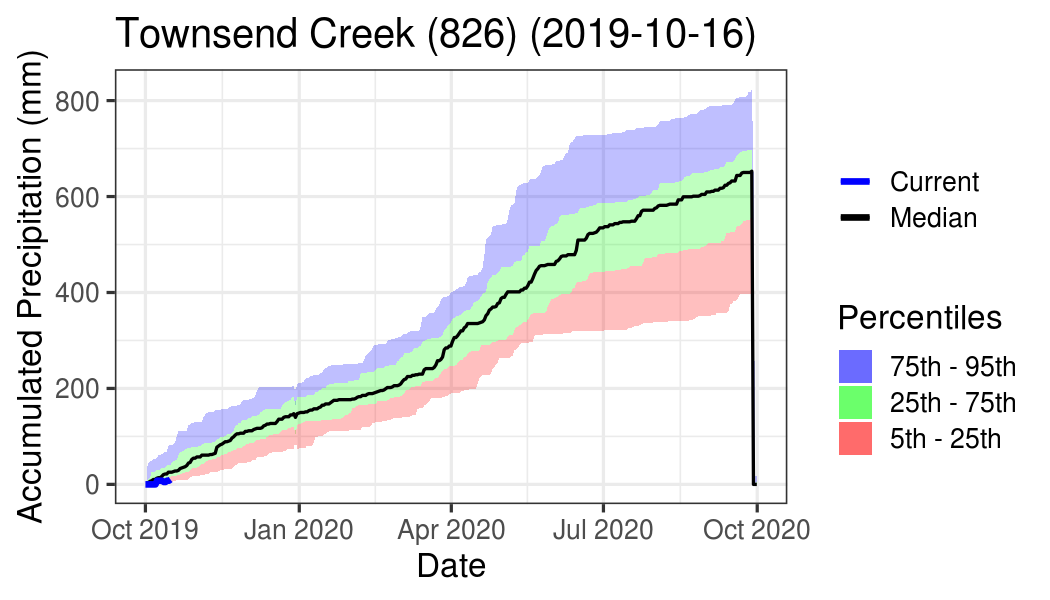 Townsend Creek (826) (2019-10-16)
Accumulated Precipitation (mm)
800
600
400
200
0
Oct 2019
Jan 2020
Apr 2020
Jul 2020
Oct 2020
Date
Current
Median
Percentiles
75th - 95th
25th - 75th
5th - 25th